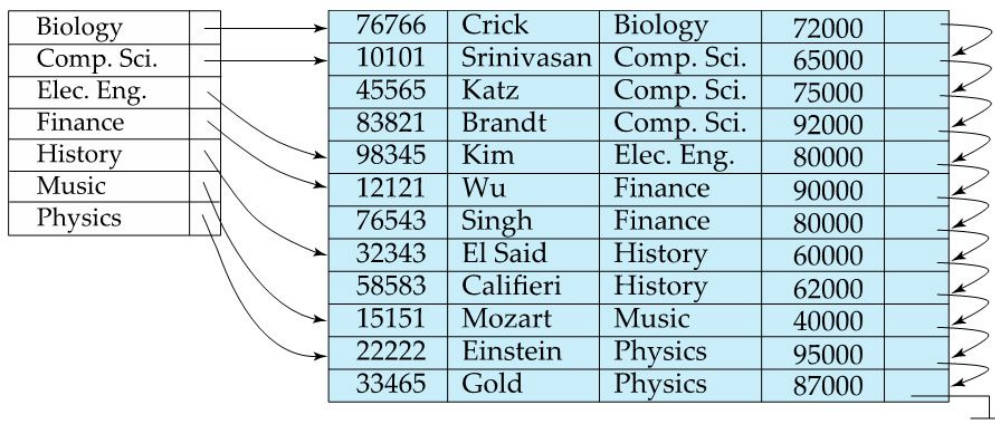 Biology
Comp. Sci.
Elec. Eng.
Finance
History
Music
Physics
76766 Crick Biology 72000
10101 Srinivasan Comp. Sci. 65000
45565 Katz Comp. Sci. 75000
83821 Brandt Comp. Sci. 92000
98345 Kim Elec. Eng. 80000
12121 Wu Finance 90000
76543 Singh Finance 80000
32343 El Said History 60000
58583 Califieri History 62000
15151 Mozart Music 40000
22222 Einstein Physics 95000
33465 Gold Physics 87000